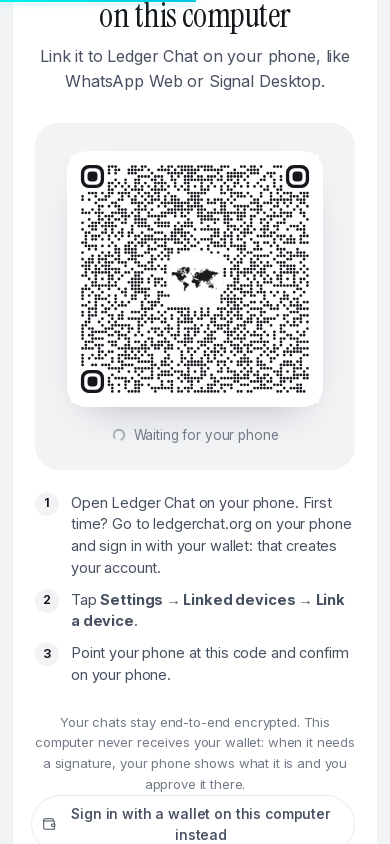 on this computer
Link it to Ledger Chat on your phone, like
WhatsApp Web or Signal Desktop.
Waiting for your phone
1 Open Ledger Chat on your phone. First
time? Go to ledgerchat.org on your phone
and sign in with your wallet: that creates
your account.
2 Tap Settings → Linked devices → Link
a device.
3 Point your phone at this code and confirm
on your phone.
Your chats stay end-to-end encrypted. This
computer never receives your wallet: when it needs
a signature, your phone shows what it is and you
approve it there.
Sign in with a wallet on this computer
instead